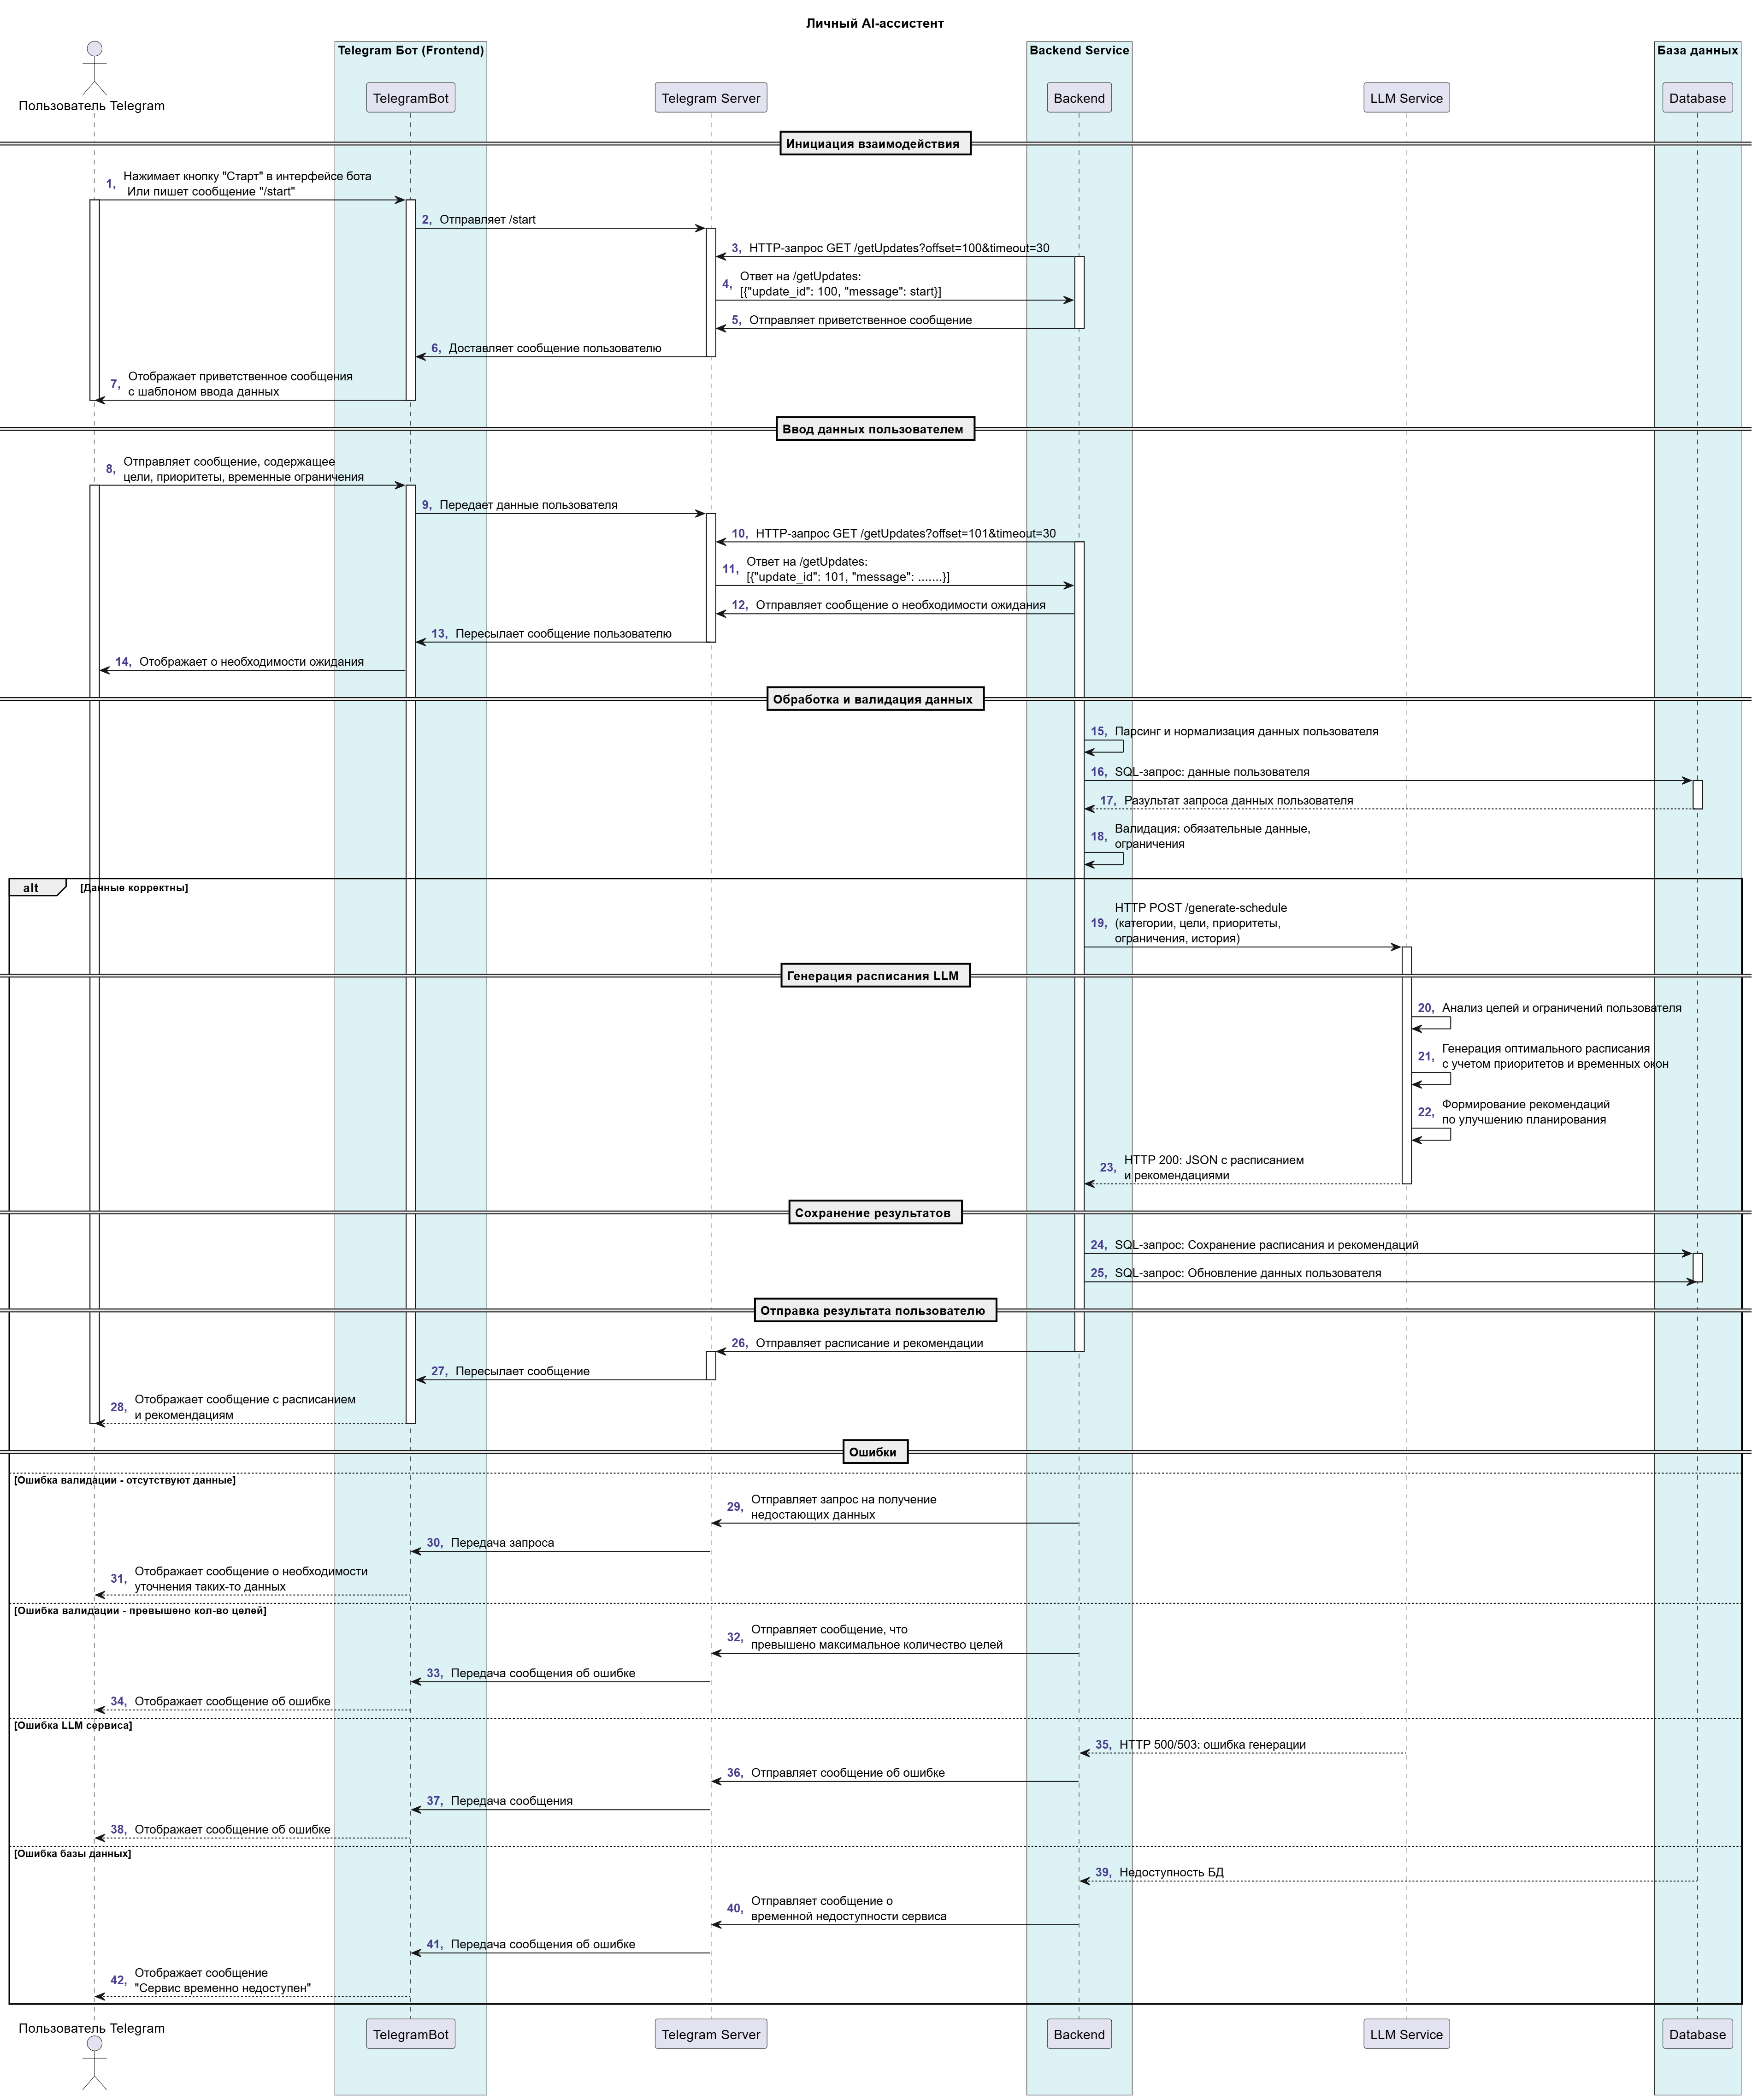 Личный AI-ассистент
Telegram Бот (Frontend)
Backend Service
База данных
Пользователь Telegram
TelegramBot
Telegram Server
Backend
LLM Service
Database
Инициация взаимодействия
1, Нажимает кнопку "Старт" в интерфейсе бота
Или пишет сообщение "/start"
2, Отправляет /start
3, HTTP-запрос GET /getUpdates?offset=100&timeout=30
4, Ответ на /getUpdates:
[{"update_id": 100, "message": start}]
5, Отправляет приветственное сообщение
6, Доставляет сообщение пользователю
7, Отображает приветственное сообщения
с шаблоном ввода данных
Ввод данных пользователем
8, Отправляет сообщение, содержащее
цели, приоритеты, временные ограничения
9, Передает данные пользователя
10, HTTP-запрос GET /getUpdates?offset=101&timeout=30
11, Ответ на /getUpdates:
[{"update_id": 101, "message": .......}]
12, Отправляет сообщение о необходимости ожидания
13, Пересылает сообщение пользователю
14, Отображает о необходимости ожидания
Обработка и валидация данных
15, Парсинг и нормализация данных пользователя
16, SQL-запрос: данные пользователя
17, Разультат запроса данных пользователя
18, Валидация: обязательные данные,
ограничения
alt [Данные корректны]
19, HTTP POST /generate-schedule
(категории, цели, приоритеты,
ограничения, история)
Генерация расписания LLM
20, Анализ целей и ограничений пользователя
21, Генерация оптимального расписания
с учетом приоритетов и временных окон
22, Формирование рекомендаций
по улучшению планирования
23, HTTP 200: JSON с расписанием
и рекомендациями
Сохранение результатов
24, SQL-запрос: Сохранение расписания и рекомендаций
25, SQL-запрос: Обновление данных пользователя
Отправка результата пользователю
26, Отправляет расписание и рекомендации
27, Пересылает сообщение
28, Отображает сообщение с расписанием
и рекомендациям
Ошибки
[Ошибка валидации - отсутствуют данные]
29, Отправляет запрос на получение
недостающих данных
30, Передача запроса
31, Отображает сообщение о необходимости
уточнения таких-то данных
[Ошибка валидации - превышено кол-во целей]
32, Отправляет сообщение, что
превышено максимальное количество целей
33, Передача сообщения об ошибке
34, Отображает сообщение об ошибке
[Ошибка LLM сервиса]
35, HTTP 500/503: ошибка генерации
36, Отправляет сообщение об ошибке
37, Передача сообщения
38, Отображает сообщение об ошибке
[Ошибка базы данных]
39, Недоступность БД
40, Отправляет сообщение о
временной недоступности сервиса
41, Передача сообщения об ошибке
42, Отображает сообщение
"Сервис временно недоступен"
Пользователь Telegram
TelegramBot
Telegram Server
Backend
LLM Service
Database